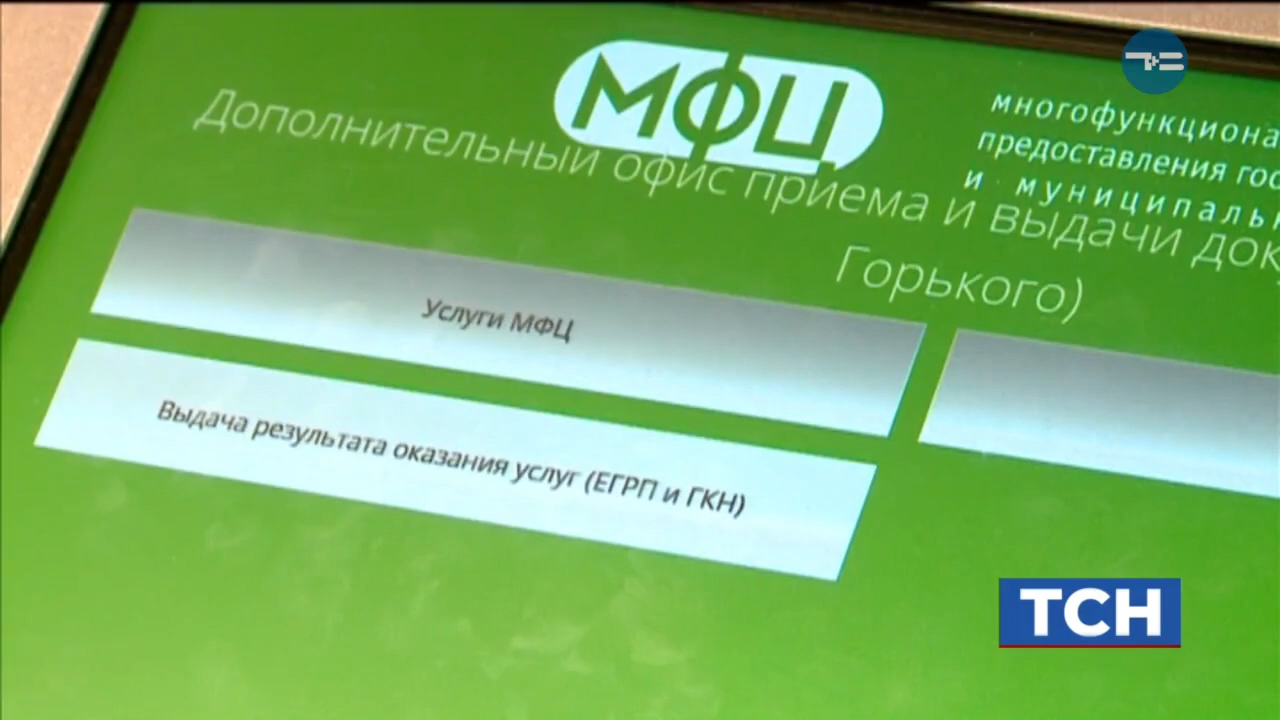 МФЦ
многофункциона
предоставления гос
и муниципальн
Дополнительный офис приема и выдачи док
Горького)
Услуги МФЦ
Выдача результата оказания услуг (ЕГРП и ГКН)
ТСН